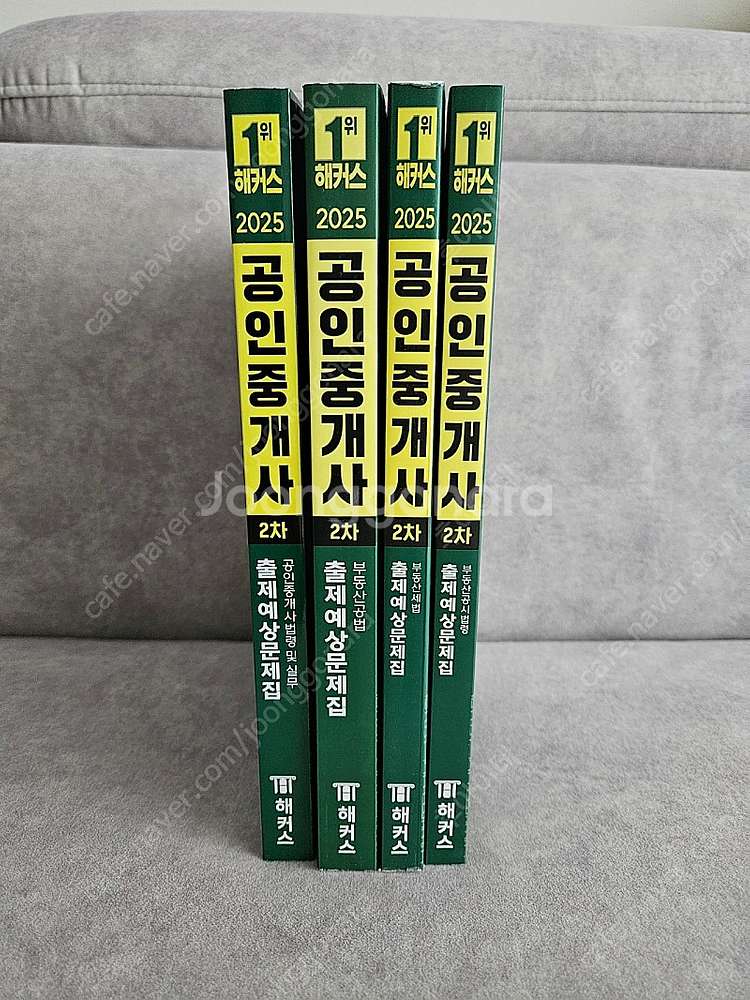 1위
해커스
2025
공인중개사
2차
공인중개사법령 및 실무
출제예상문제집
해커스
1위
해커스
2025
공인중개사
2차
부동산공법
출제예상문제집
해커스
1위
해커스
2025
공인중개사
2차
부동산세법
출제예상문제집
해커스
1위
해커스
2025
공인중개사
2차
부동산공시법령
출제예상문제집
해커스
Joonggonara
cafe.naver.com/joonggonara